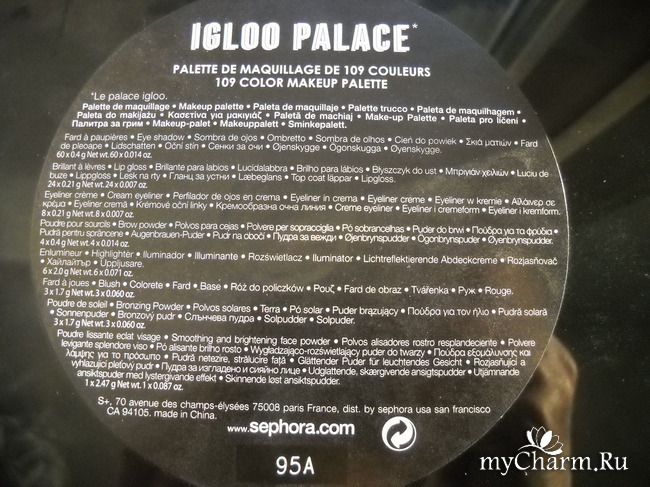 IGLOO PALACE*
PALETTE DE MAQUILLAGE DE 109 COULEURS
109 COLOR MAKEUP PALETTE
*Le palace igloo.
Palette de maquillage • Makeup palette • Paleta de maquillaje • Palette trucco • Paleta de maquilhagem •
Paleta do makijażu • Κασετίνα για μακιγιάζ • Paletă de machiaj • Make-up Palette • Paleta pro líčení •
Палитра за грим • Makeup-palet • Makeuppalett • Sminkepalett.
Fard à paupières • Eye shadow • Sombra de ojos • Ombretto • Sombra de olhos • Cień do powiek • Σκιά ματιών • Fard
de pleoape • Lidschatten • Oční stín • Сенки за очи • Øjenskygge • Ögonskugga • Øyenskygge.
60 x 0.4 g Net wt. 60 x 0.014 oz.
Brillant à lèvres • Lip gloss • Brillante para labios • Lucidalabbra • Brilho para lábios • Błyszczyk do ust • Μπριγιάν χειλιών • Luciu de
buze • Lippgloss • Lesk na rty • Гланц за устни • Læbeglans • Top coat läppar • Lipgloss.
24 x 0.21 g Net wt. 24 x 0.007 oz.
Eyeliner crème • Cream eyeliner • Perfilador de ojos en crema • Eyeliner in crema • Eyeliner crème • Eyeliner w kremie • Αϊλάινερ σε
κρέμα • Eyeliner cremă • Krémové oční linky • Кремообразна очна линия • Creme eyeliner • Eyeliner i cremeform • Eyeliner i kremform.
8 x 0.21 g Net wt. 8 x 0.007 oz.
Poudre pour sourcils • Brow powder • Polvos para cejas • Polvere per sopracciglia • Pó sobrancelhas • Puder do brwi • Πούδρα για τα φρύδια •
Pudră pentru sprâncene • Augenbrauen-Puder • Pudr na obočí • Пудра за вежди • Øjenbrynspudder • Ögonbrynspuder • Øyenbrynspudder.
4 x 0.4 g Net wt. 4 x 0.014 oz.
Enlumineur • Highlighter • Iluminador • Illuminante • Rozświetlacz • Iluminator • Lichtreflektierende Abdeckcreme • Rozjasňovač
• Хайлайтър • Uppljusare.
6 x 2.0 g Net wt. 6 x 0.071 oz.
Fard à joues • Blush • Colorete • Fard • Base • Róż do policzków • Ρουζ • Fard de obraz • Tvářenka • Руж • Rouge.
3 x 1.7 g Net wt. 3 x 0.060 oz.
Poudre de soleil • Bronzing Powder • Polvos solares • Terra • Pó solar • Puder brązujący • Πούδρα για τον ήλιο • Pudră solară
• Sonnenpuder • Bronzový pudr • Слънчева пудра • Solpudder • Solpuder.
3 x 1.7 g Net wt. 3 x 0.060 oz.
Poudre lissante eclat visage • Smoothing and brightening face powder • Polvos alisadores rostro resplandeciente • Polvere
levigante splendore viso • Pó alisante brilho rosto • Wygładzająco-rozświetlający puder do twarzy • Πούδρα εξομάλυνσης και
λάμψης για το πρόσωπο • Pudră netezire, strălucire față • Glättender Puder für leuchtendes Gesicht • Rozjasňující a
vyhlazující pleťový pudr • Пудра за изгладено и сияйно лице • Udglattende, skærgivende ansigtspudder • Utjämnande
ansiktspuder med lystergivande effekt • Skinnende løst ansiktspudder.
1 x 2.47 g Net wt. 1 x 0.087 oz.
S+, 70 avenue des champs-élysées 75008 paris France, dist. by sephora usa san francisco
CA 94105. made in China.
www.sephora.com
95A
myCharm.Ru